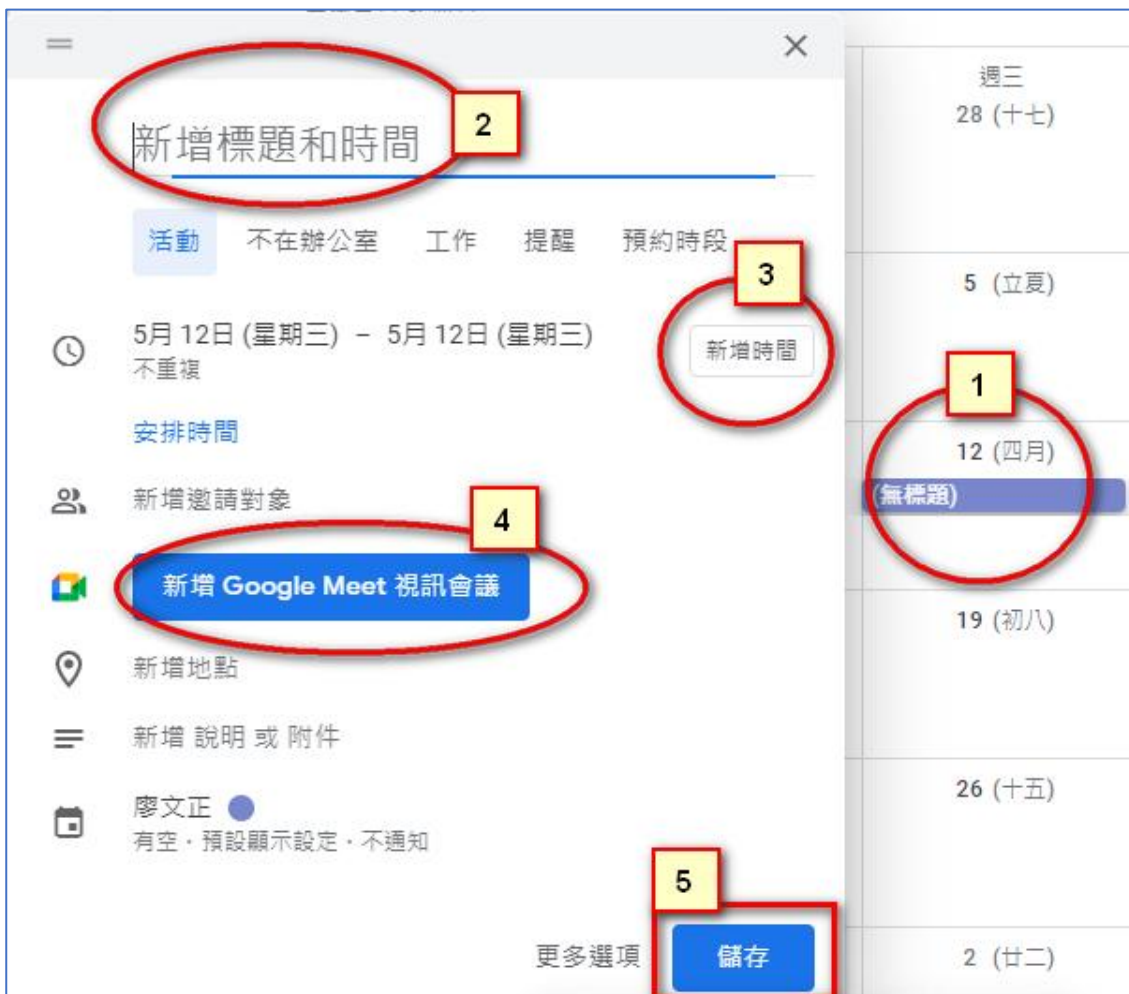 新增標題和時間
2
活動 不在辦公室 工作 提醒 預約時段
3
5月 12日 (星期三) – 5月 12日 (星期三)
不重複
新增時間
安排時間
新增邀請對象
4
新增 Google Meet 視訊會議
新增地點
新增 說明 或 附件
廖文正
有空・預設顯示設定・不通知
5
更多選項
儲存
週三
28 (十七)
5 (立夏)
1
12 (四月)
(無標題)
19 (初八)
26 (十五)
2 (廿二)